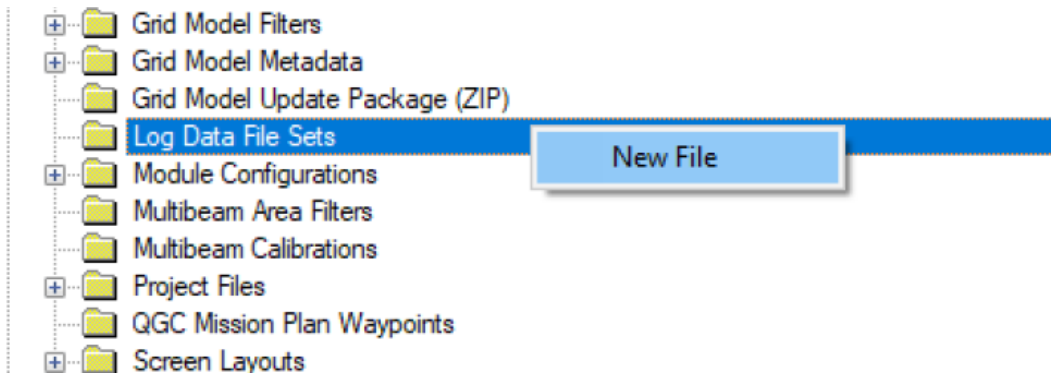 Grid Model Filters
Grid Model Metadata
Grid Model Update Package (ZIP)
Log Data File Sets
New File
Module Configurations
Multibeam Area Filters
Multibeam Calibrations
Project Files
QGC Mission Plan Waypoints
Screen Layouts